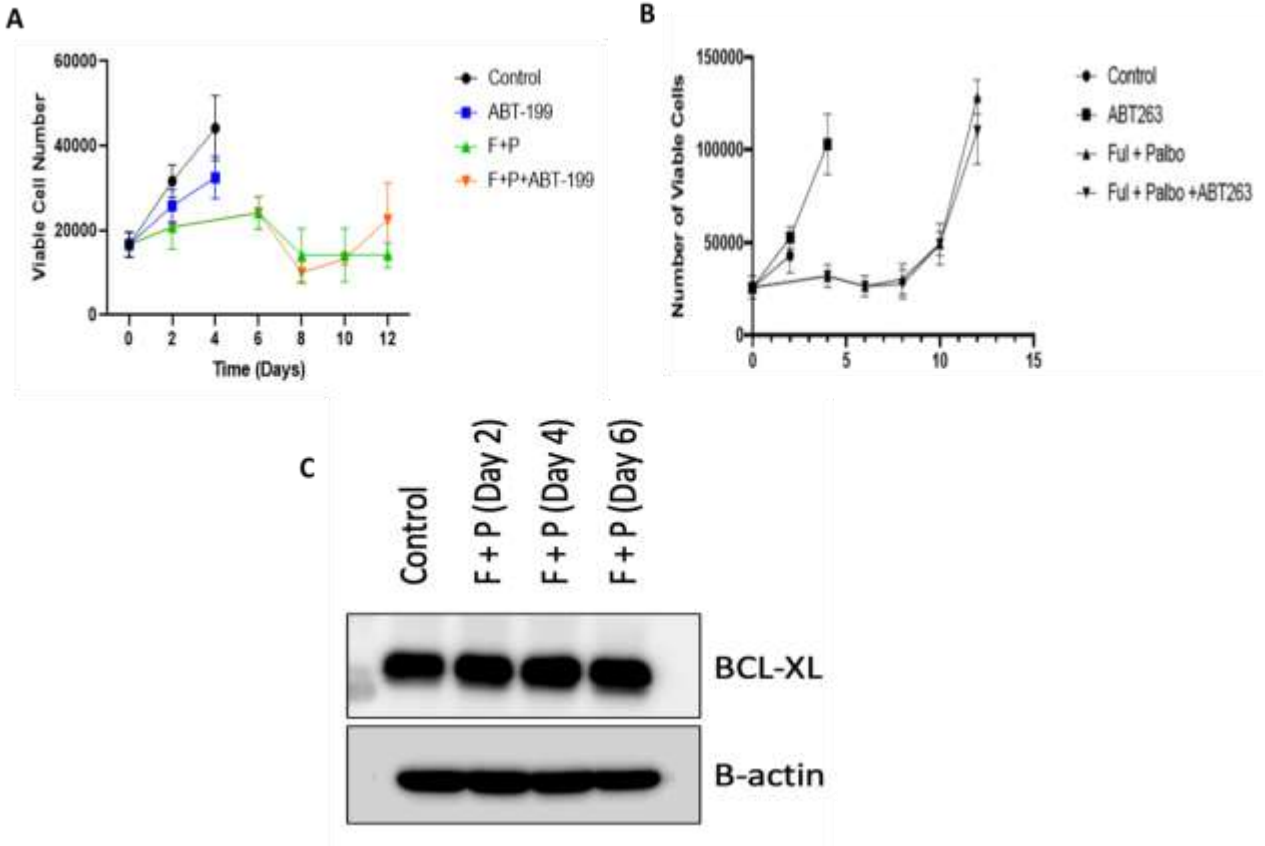 A
60000
40000
20000
0
Viable Cell Number
0 2 4 6 8 10 12
Time (Days)
Control
ABT-199
F+P
F+P+ABT-199
B
150000
100000
50000
0
Number of Viable Cells
0 5 10 15
Control
ABT263
Ful + Palbo
Ful + Palbo +ABT263
C
Control
F + P (Day 2)
F + P (Day 4)
F + P (Day 6)
BCL-XL
B-actin